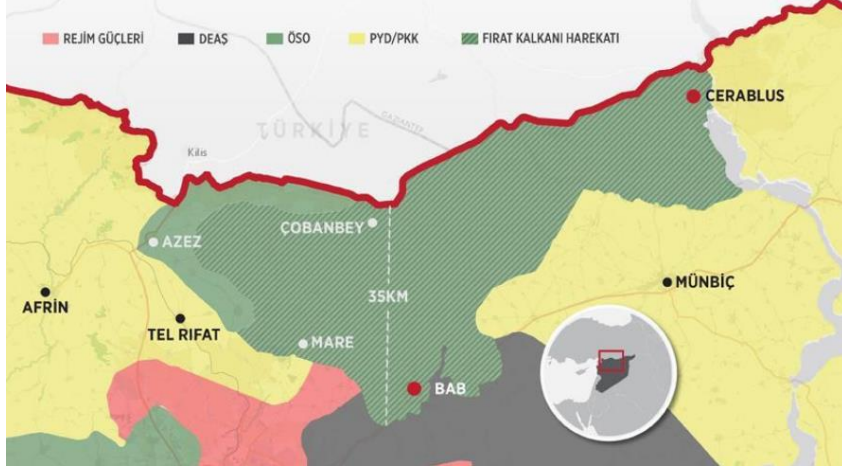 REJİM GÜÇLERİ
DEAŞ
ÖSO
PYD/PKK
FIRAT KALKANI HAREKATI
CERABLUS
GAZİANTEP
TÜRKİYE
Kilis
ÇOBANBEY
AZEZ
MÜNBİÇ
35KM
AFRİN
TEL RIFAT
MARE
BAB